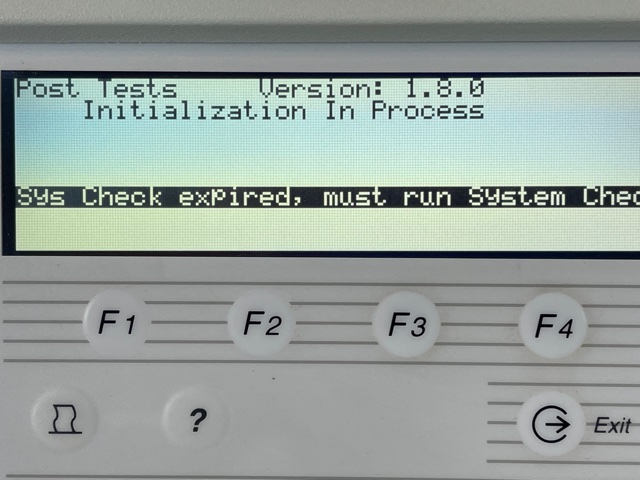 Post Tests Version: 1.8.0
Initialization In Process
Sys Check expired, must run System Chec
F1 F2 F3 F4
? Exit